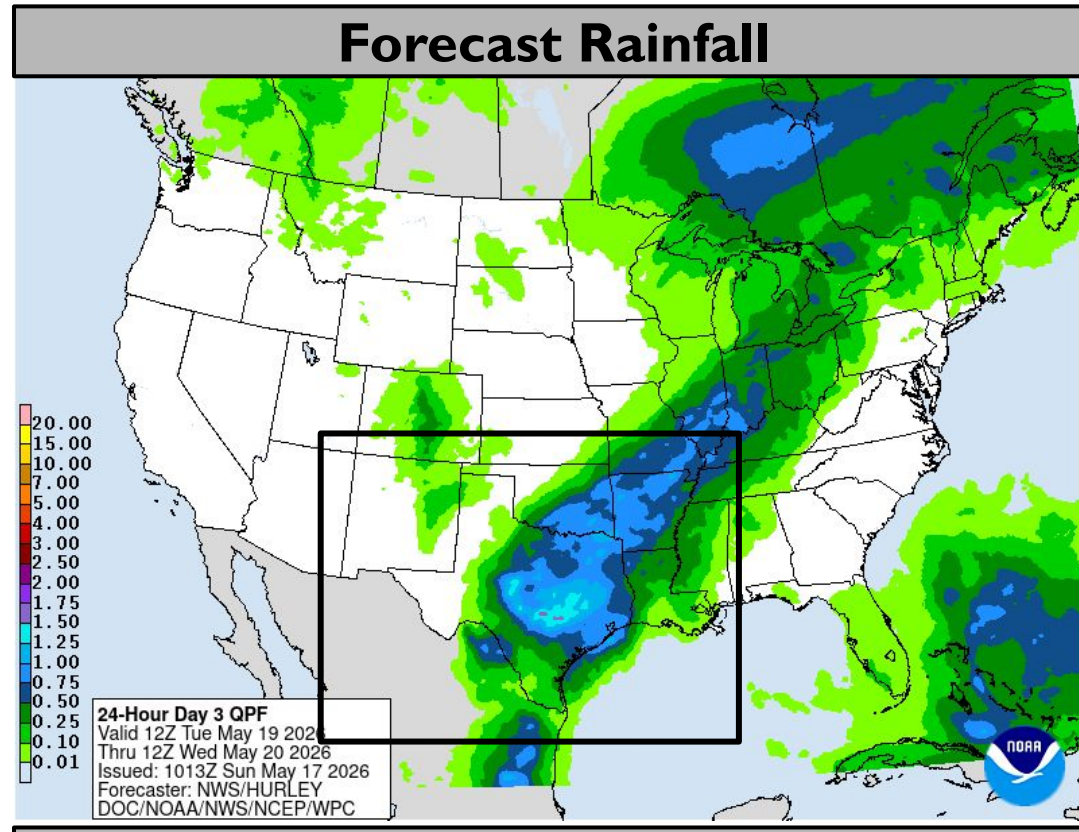 Forecast Rainfall
20.00
15.00
10.00
7.00
5.00
4.00
3.00
2.50
2.00
1.75
1.50
1.25
1.00
0.75
0.50
0.25
0.10
0.01
24-Hour Day 3 QPF
Valid 12Z Tue May 19 2026
Thru 12Z Wed May 20 2026
Issued: 1013Z Sun May 17 2026
Forecaster: NWS/HURLEY
DOC/NOAA/NWS/NCEP/WPC
NOAA